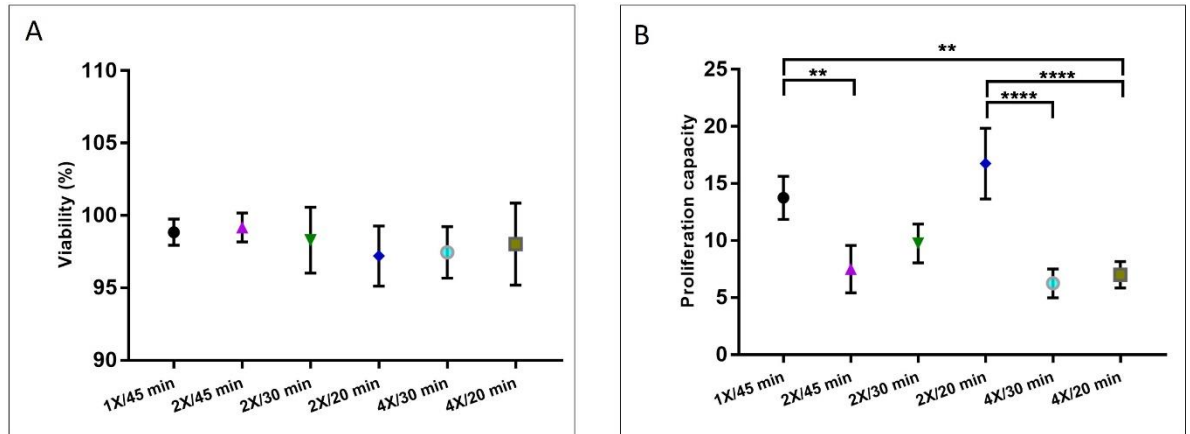 A
Viability (%)
110
105
100
95
90
1X/45 min
2X/45 min
2X/30 min
2X/20 min
4X/30 min
4X/20 min
B
Proliferation capacity
25
20
15
10
5
0
**
**
****
****
1X/45 min
2X/45 min
2X/30 min
2X/20 min
4X/30 min
4X/20 min